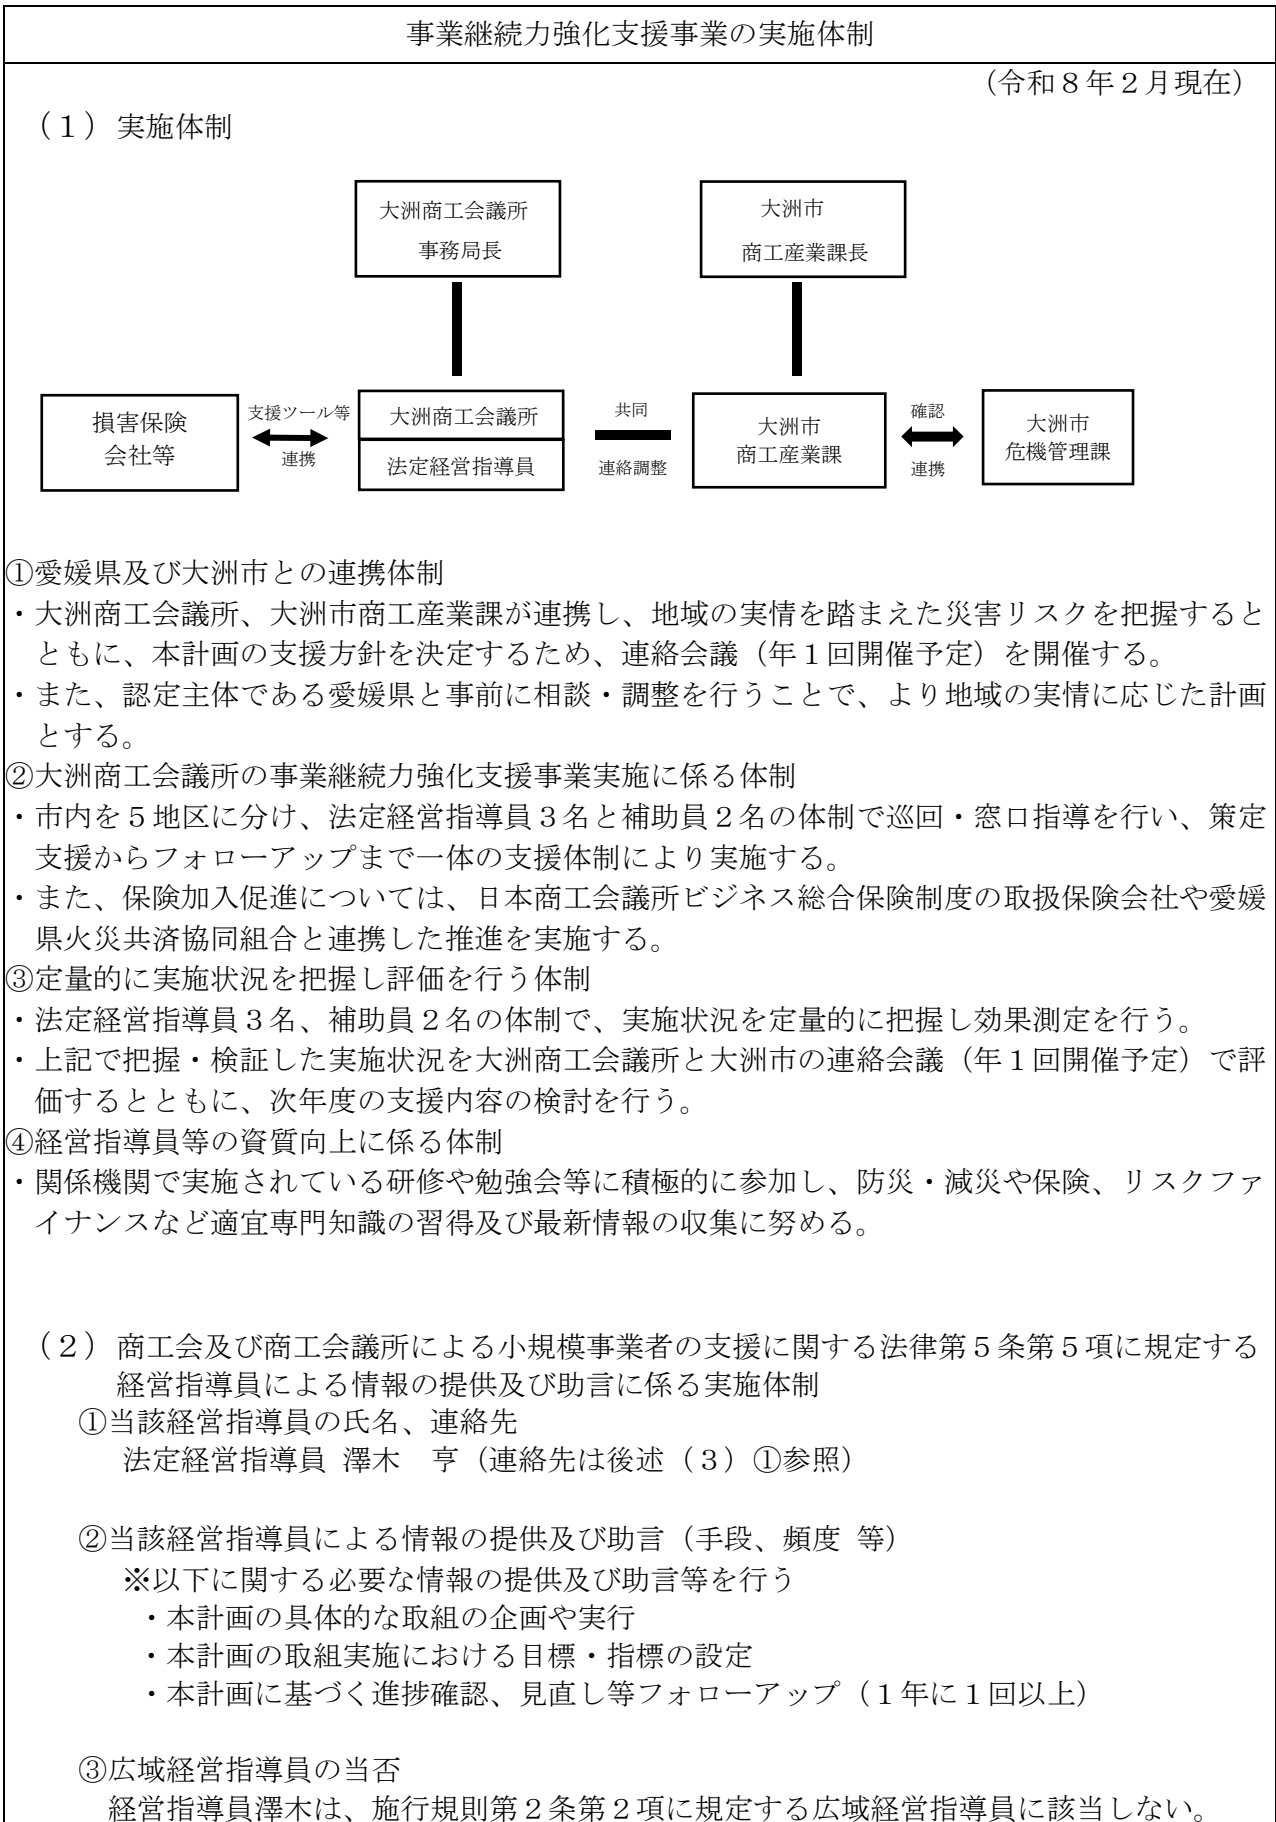 事業継続力強化支援事業の実施体制
(令和8年2月現在)
(1) 実施体制
大洲商工会議所
事務局長
大洲市
商工産業課長
損害保険
会社等
支援ツール等
連携
大洲商工会議所
法定経営指導員
共同
連絡調整
大洲市
商工産業課
確認
連携
大洲市
危機管理課
①愛媛県及び大洲市との連携体制
・大洲商工会議所、大洲市商工産業課が連携し、地域の実情を踏まえた災害リスクを把握すると
ともに、本計画の支援方針を決定するため、連絡会議(年1回開催予定)を開催する。
・また、認定主体である愛媛県と事前に相談・調整を行うことで、より地域の実情に応じた計画
とする。
②大洲商工会議所の事業継続力強化支援事業実施に係る体制
・市内を5地区に分け、法定経営指導員3名と補助員2名の体制で巡回・窓口指導を行い、策定
支援からフォローアップまで一体の支援体制により実施する。
・また、保険加入促進については、日本商工会議所ビジネス総合保険制度の取扱保険会社や愛媛
県火災共済協同組合と連携した推進を実施する。
③定量的に実施状況を把握し評価を行う体制
・法定経営指導員3名、補助員2名の体制で、実施状況を定量的に把握し効果測定を行う。
・上記で把握・検証した実施状況を大洲商工会議所と大洲市の連絡会議(年1回開催予定)で評
価するとともに、次年度の支援内容の検討を行う。
④経営指導員等の資質向上に係る体制
・関係機関で実施されている研修や勉強会等に積極的に参加し、防災・減災や保険、リスクファ
イナンスなど適宜専門知識の習得及び最新情報の収集に努める。
(2) 商工会及び商工会議所による小規模事業者の支援に関する法律第5条第5項に規定する
経営指導員による情報の提供及び助言に係る実施体制
①当該経営指導員の氏名、連絡先
法定経営指導員 澤木 亨(連絡先は後述(3)①参照)
②当該経営指導員による情報の提供及び助言(手段、頻度 等)
※以下に関する必要な情報の提供及び助言等を行う
・本計画の具体的な取組の企画や実行
・本計画の取組実施における目標・指標の設定
・本計画に基づく進捗確認、見直し等フォローアップ(1年に1回以上)
③広域経営指導員の当否
経営指導員澤木は、施行規則第2条第2項に規定する広域経営指導員に該当しない。